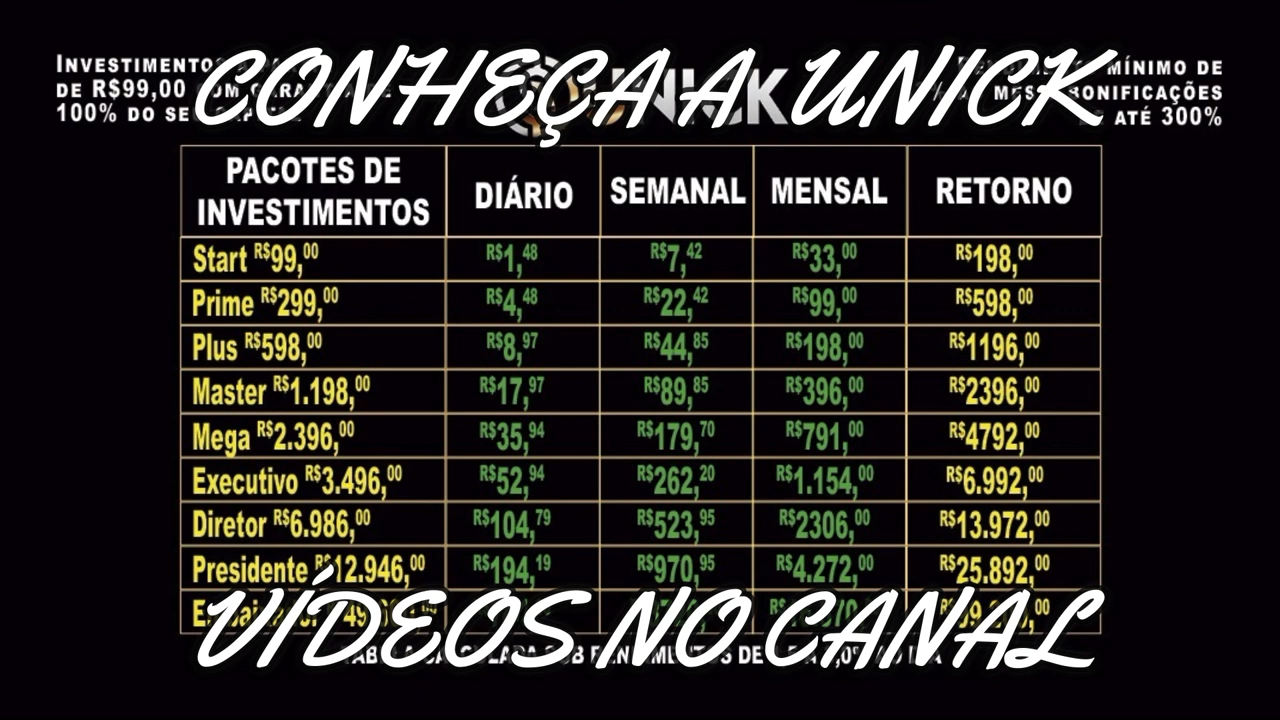 CONHEÇA A UNICK
INVESTIMENTOS
DE R$99,00
100% DO SEU
UNICK
MÍNIMO DE
BONIFICAÇÕES
ATÉ 300%
PACOTES DE INVESTIMENTOS DIÁRIO SEMANAL MENSAL RETORNO
Start R$99,00 R$1,48 R$7,42 R$33,00 R$198,00
Prime R$299,00 R$4,48 R$22,42 R$99,00 R$598,00
Plus R$598,00 R$8,97 R$44,85 R$198,00 R$1196,00
Master R$1.198,00 R$17,97 R$89,85 R$396,00 R$2396,00
Mega R$2.396,00 R$35,94 R$179,70 R$791,00 R$4792,00
Executivo R$3.496,00 R$52,94 R$262,20 R$1.154,00 R$6.992,00
Diretor R$6.986,00 R$104,79 R$523,95 R$2306,00 R$13.972,00
Presidente R$12.946,00 R$194,19 R$970,95 R$4.272,00 R$25.892,00
VÍDEOS NO CANAL